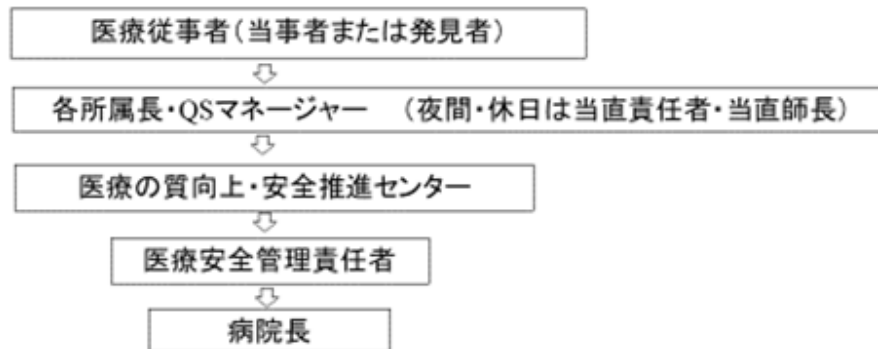 医療従事者(当事者または発見者)
各所属長・QSマネージャー (夜間・休日は当直責任者・当直師長)
医療の質向上・安全推進センター
医療安全管理責任者
病院長